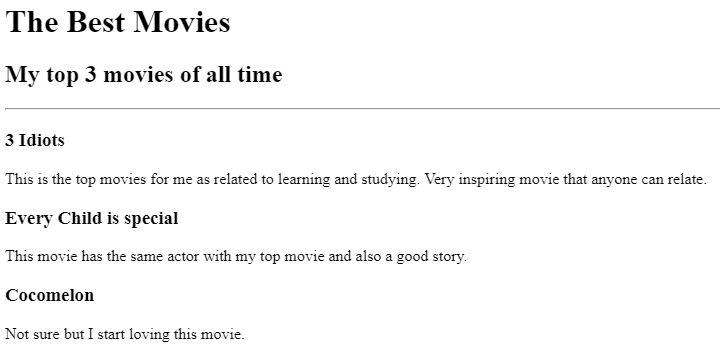 The Best Movies
My top 3 movies of all time
3 Idiots
This is the top movies for me as related to learning and studying. Very inspiring movie that anyone can relate.
Every Child is special
This movie has the same actor with my top movie and also a good story.
Cocomelon
Not sure but I start loving this movie.